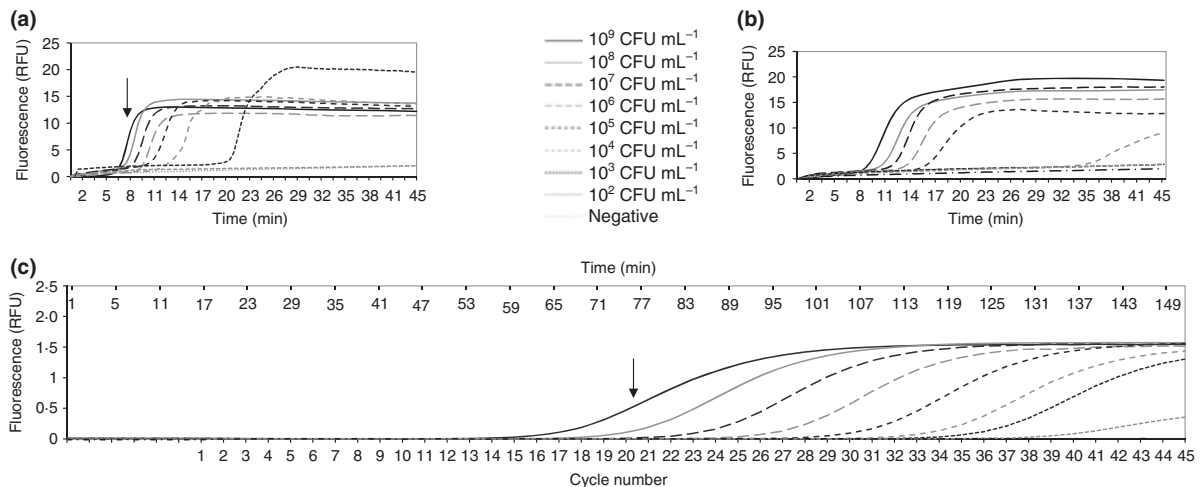 (a)
Fluorescence (RFU)
25
20
15
10
5
0
2 5 8 11 14 17 20 23 26 29 32 35 38 41 45
Time (min)
10⁹ CFU mL⁻¹
10⁸ CFU mL⁻¹
10⁷ CFU mL⁻¹
10⁶ CFU mL⁻¹
10⁵ CFU mL⁻¹
10⁴ CFU mL⁻¹
10³ CFU mL⁻¹
10² CFU mL⁻¹
Negative
(b)
Fluorescence (RFU)
25
20
15
10
5
0
2 5 8 11 14 17 20 23 26 29 32 35 38 41 45
Time (min)
(c)
Time (min)
Fluorescence (RFU)
2·5
2·0
1·5
1
0·5
0
1 5 11 17 23 29 35 41 47 53 59 65 71 77 83 89 95 101 107 113 119 125 131 137 143 149
1 2 3 4 5 6 7 8 9 10 11 12 13 14 15 16 17 18 19 20 21 22 23 24 25 26 27 28 29 30 31 32 33 34 35 36 37 38 39 40 41 42 43 44 45
Cycle number